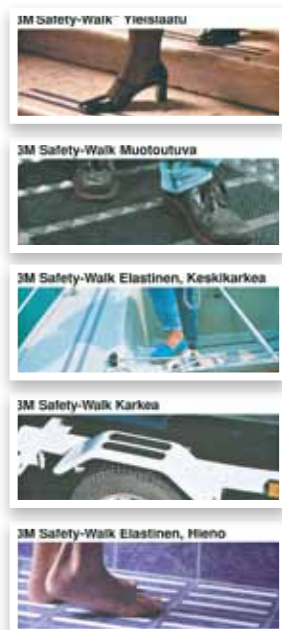 3M Safety-Walk™ Yleislaatu
3M Safety-Walk Muotoutuva
3M Safety-Walk Elastinen, Keskikarkea
3M Safety-Walk Karkea
3M Safety-Walk Elastinen, Hieno